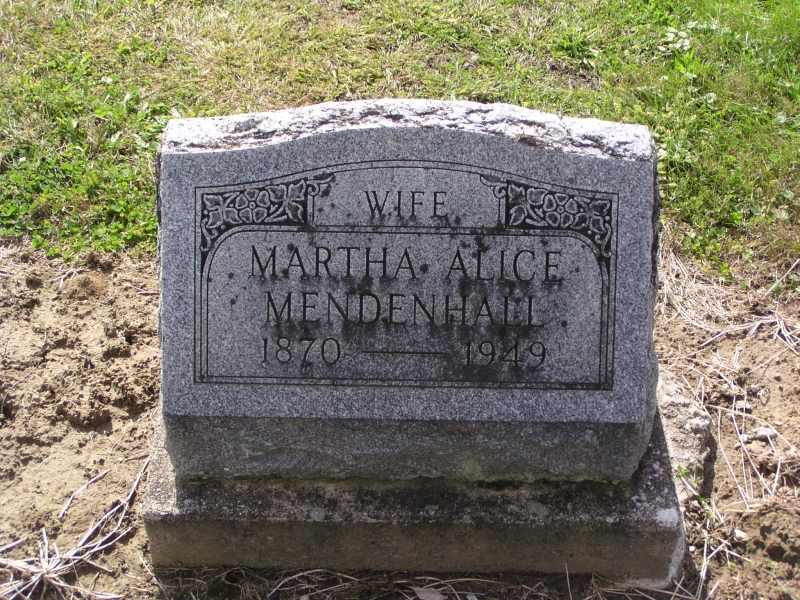 WIFE
MARTHA ALICE
MENDENHALL
1870 — 1949